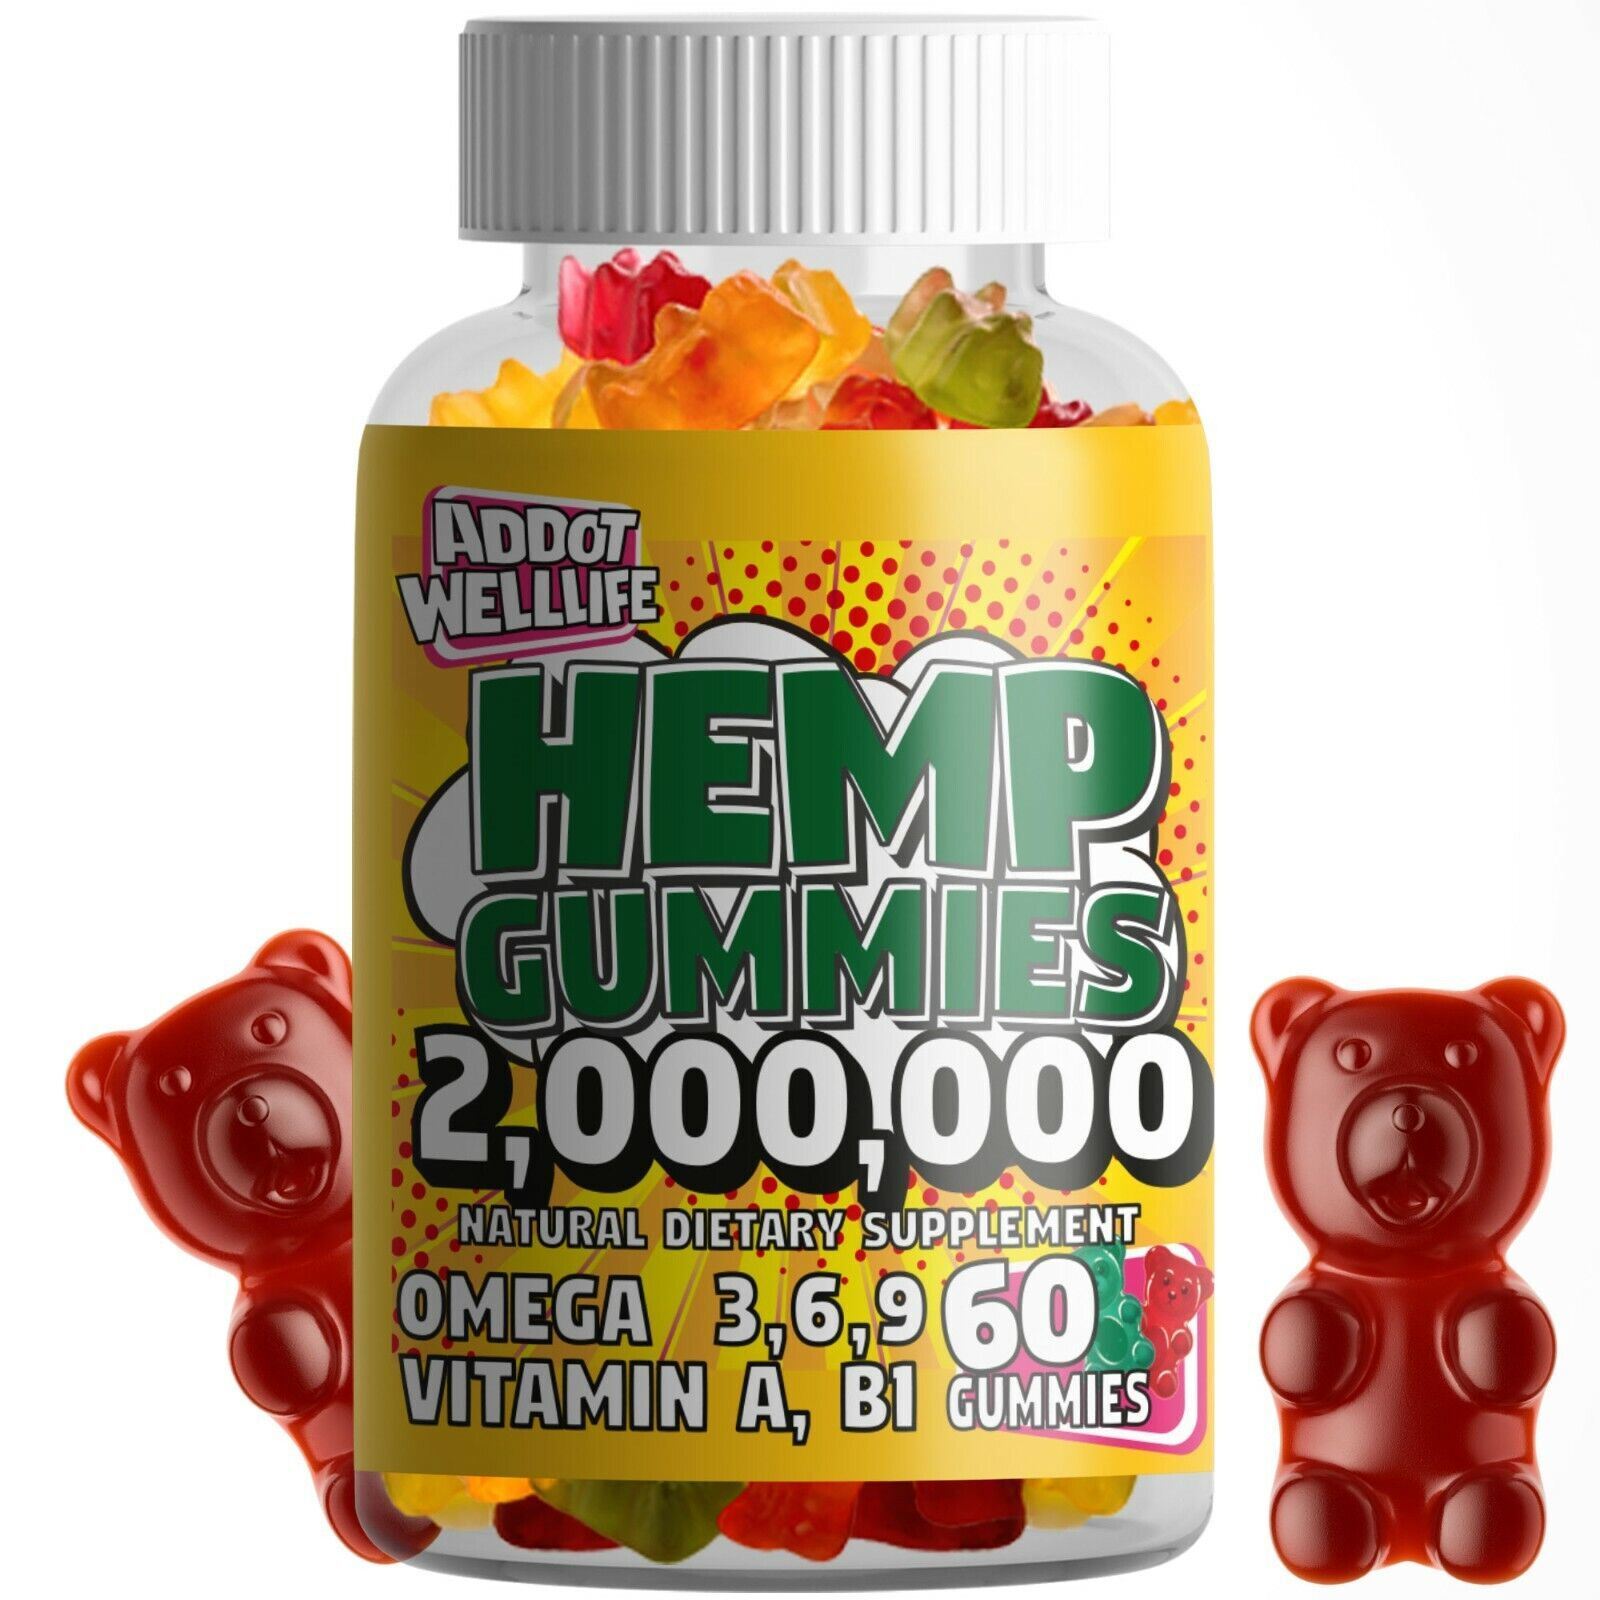 ADDOT
WELLLIFE
HEMP
GUMMIES
2,000,000
NATURAL DIETARY SUPPLEMENT
OMEGA 3,6,9
VITAMIN A, B1
60
GUMMIES